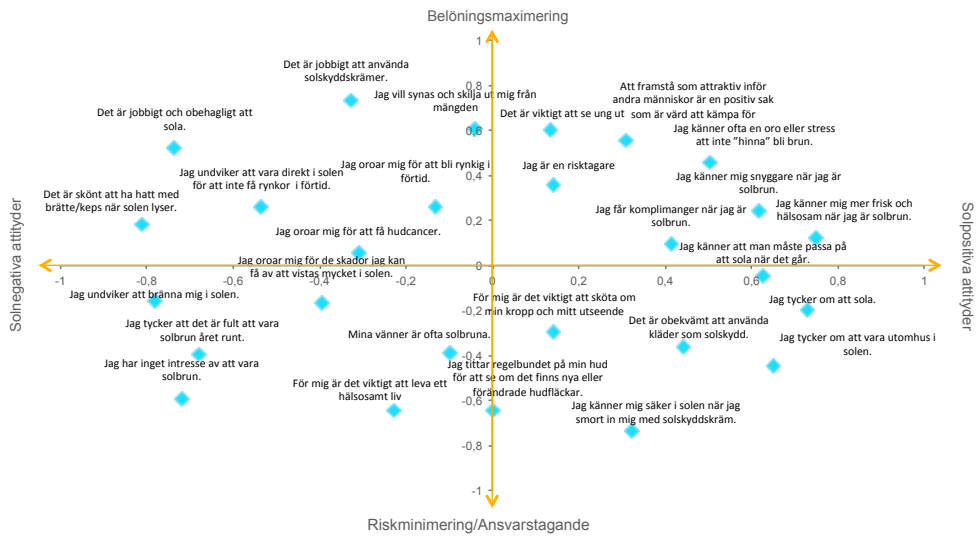 Belöningsmaximering
1
Det är jobbigt att använda
solskyddskrämer.
Jag vill synas och skilja ut mig från
mängden
0,8
Att framstå som attraktiv inför
andra människor är en positiv sak
som är värd att kämpa för
Det är jobbigt och obehagligt att
sola.
0,6
Det är viktigt att se ung ut
Jag känner ofta en oro eller stress
att inte ”hinna” bli brun.
Jag undviker att vara direkt i solen
för att inte få rynkor i förtid.
Jag oroar mig för att bli rynkig i
förtid.
0,4
Jag är en risktagare
Jag känner mig snyggare när jag är
solbrun.
Det är skönt att ha hatt med
brätte/keps när solen lyser.
Jag oroar mig för att få hudcancer.
0,2
Jag får komplimanger när jag är
solbrun.
Jag känner mig mer frisk och
hälsosam när jag är solbrun.
Jag oroar mig för de skador jag kan
få av att vistas mycket i solen.
Jag känner att man måste passa på
att sola när det går.
Solnegativa attityder
Solpositiva attityder
-1
-0,8
-0,6
-0,4
-0,2
0
0
0,2
0,4
0,6
0,8
1
Jag undviker att bränna mig i solen.
-0,2
För mig är det viktigt att sköta om
min kropp och mitt utseende
Jag tycker om att sola.
Jag tycker att det är fult att vara
solbrun året runt.
Mina vänner är ofta solbruna.
Det är obekvämt att använda
kläder som solskydd.
Jag tycker om att vara utomhus i
solen.
Jag har inget intresse av att vara
solbrun.
-0,4
Jag tittar regelbundet på min hud
för att se om det finns nya eller
förändrade hudfläckar.
För mig är det viktigt att leva ett
hälsosamt liv
-0,6
Jag känner mig säker i solen när jag
smort in mig med solskyddskräm.
-0,8
-1
Riskminimering/Ansvarstagande